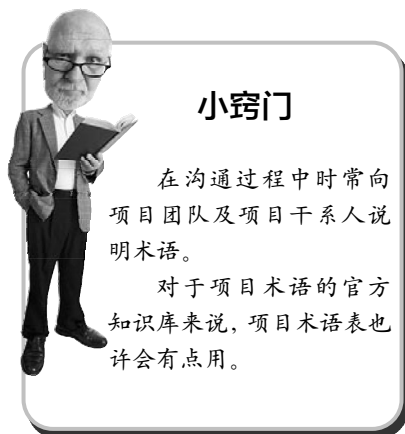 小窍门
在沟通过程中时常向
项目团队及项目干系人说
明术语。
对于项目术语的官方
知识库来说，项目术语表也
许会有点用。